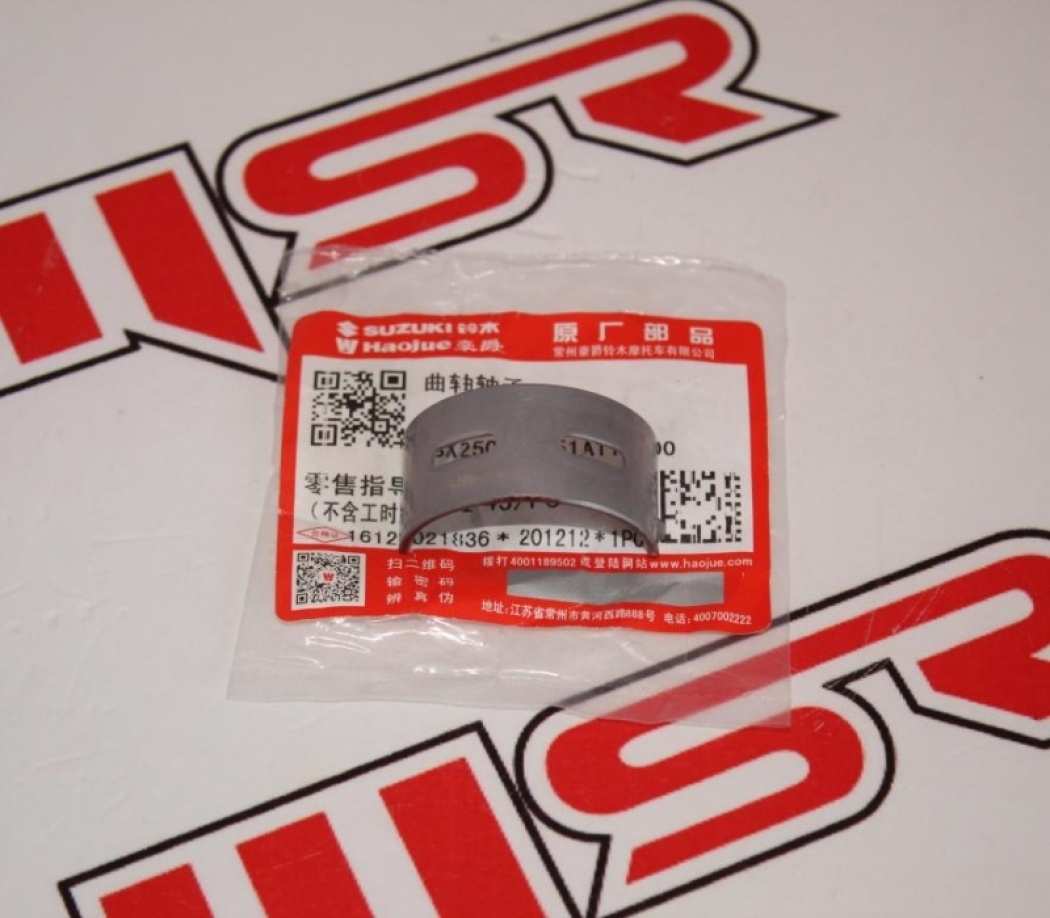 SUZUKI 铃木
Haojue 豪爵
原厂部品
常州豪爵铃木摩托车有限公司
曲轴轴
零售指导
(不含工时
201212*1PC
扫二维码
输密码
辨真伪
拨打4001189502或登陆网站www.haojue.com
地址:江苏省常州市黄河西路888号 电话:4007002222